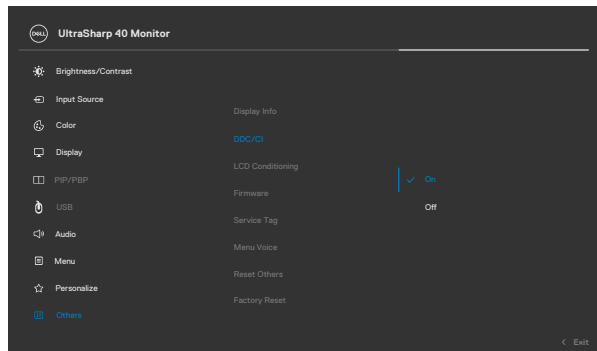 DELL UltraSharp 40 Monitor
Brightness/Contrast
Input Source
Color
Display
PIP/PBP
USB
Audio
Menu
Personalize
Others
Display Info
DDC/CI
LCD Conditioning
Firmware
Service Tag
Menu Voice
Reset Others
Factory Reset
On
Off
Exit